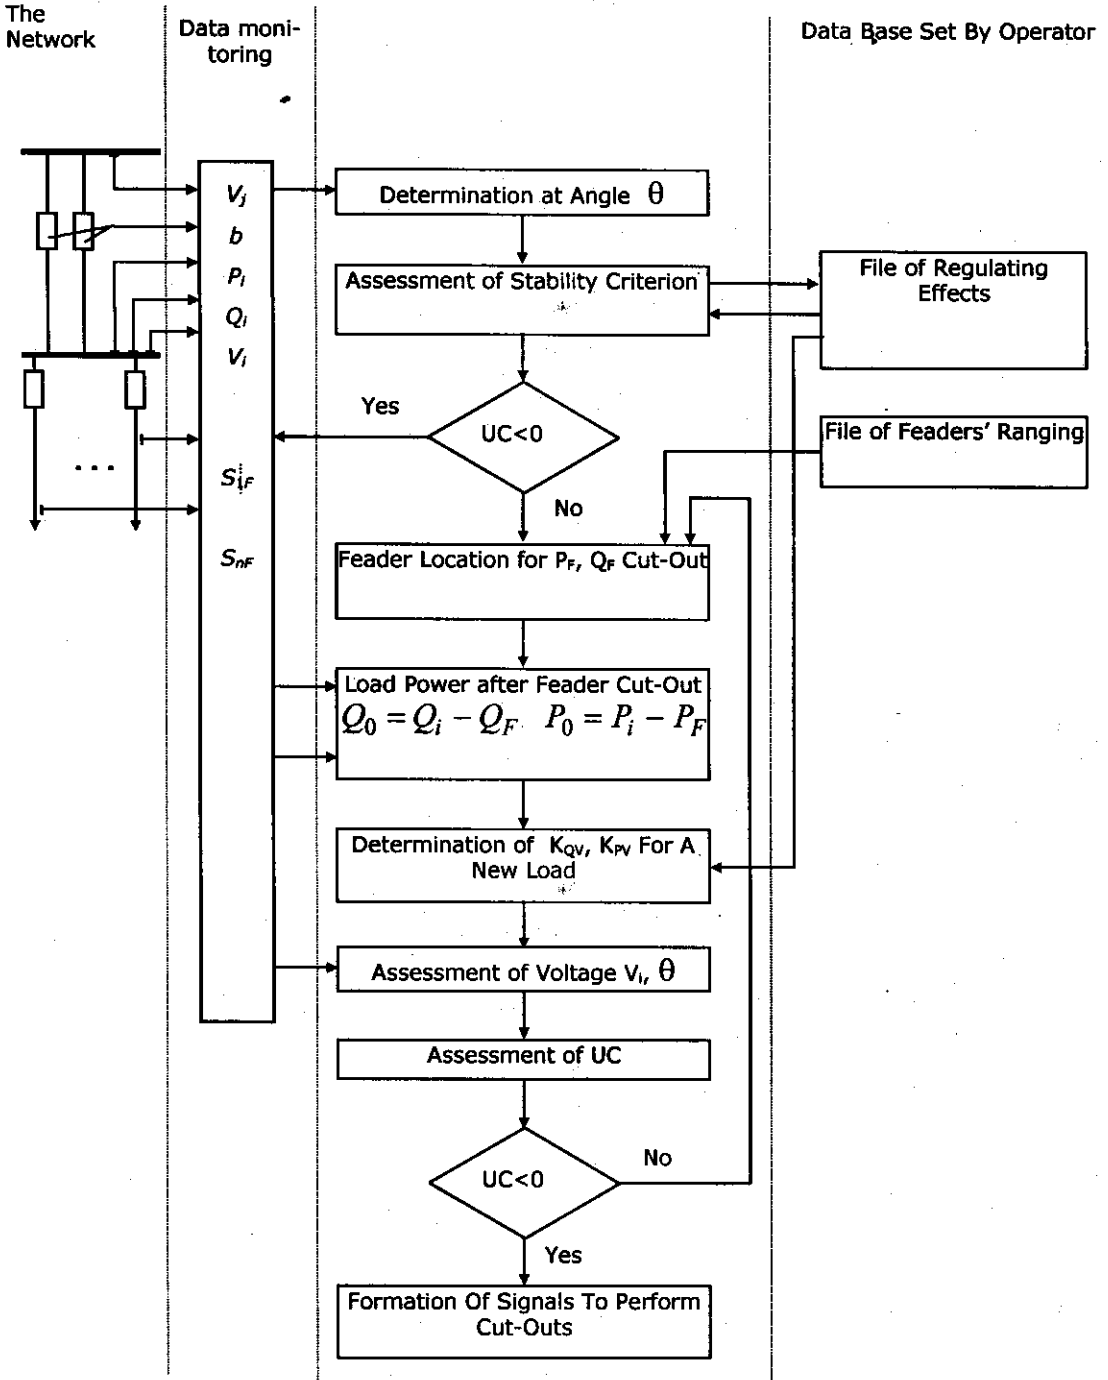 The
Network
Data moni-
toring
Data Base Set By Operator
Vj
b
Pi
Qi
Vi
S1F
SnF
. . .
Determination at Angle θ
Assessment of Stability Criterion
File of Regulating
Effects
Yes
UC<0
No
File of Feaders' Ranging
Feader Location for PF, QF Cut-Out
Load Power after Feader Cut-Out
Q0 = Qi − QF P0 = Pi − PF
Determination of KQV, KPV For A
New Load
Assessment of Voltage Vi, θ
Assessment of UC
UC<0
No
Yes
Formation Of Signals To Perform
Cut-Outs